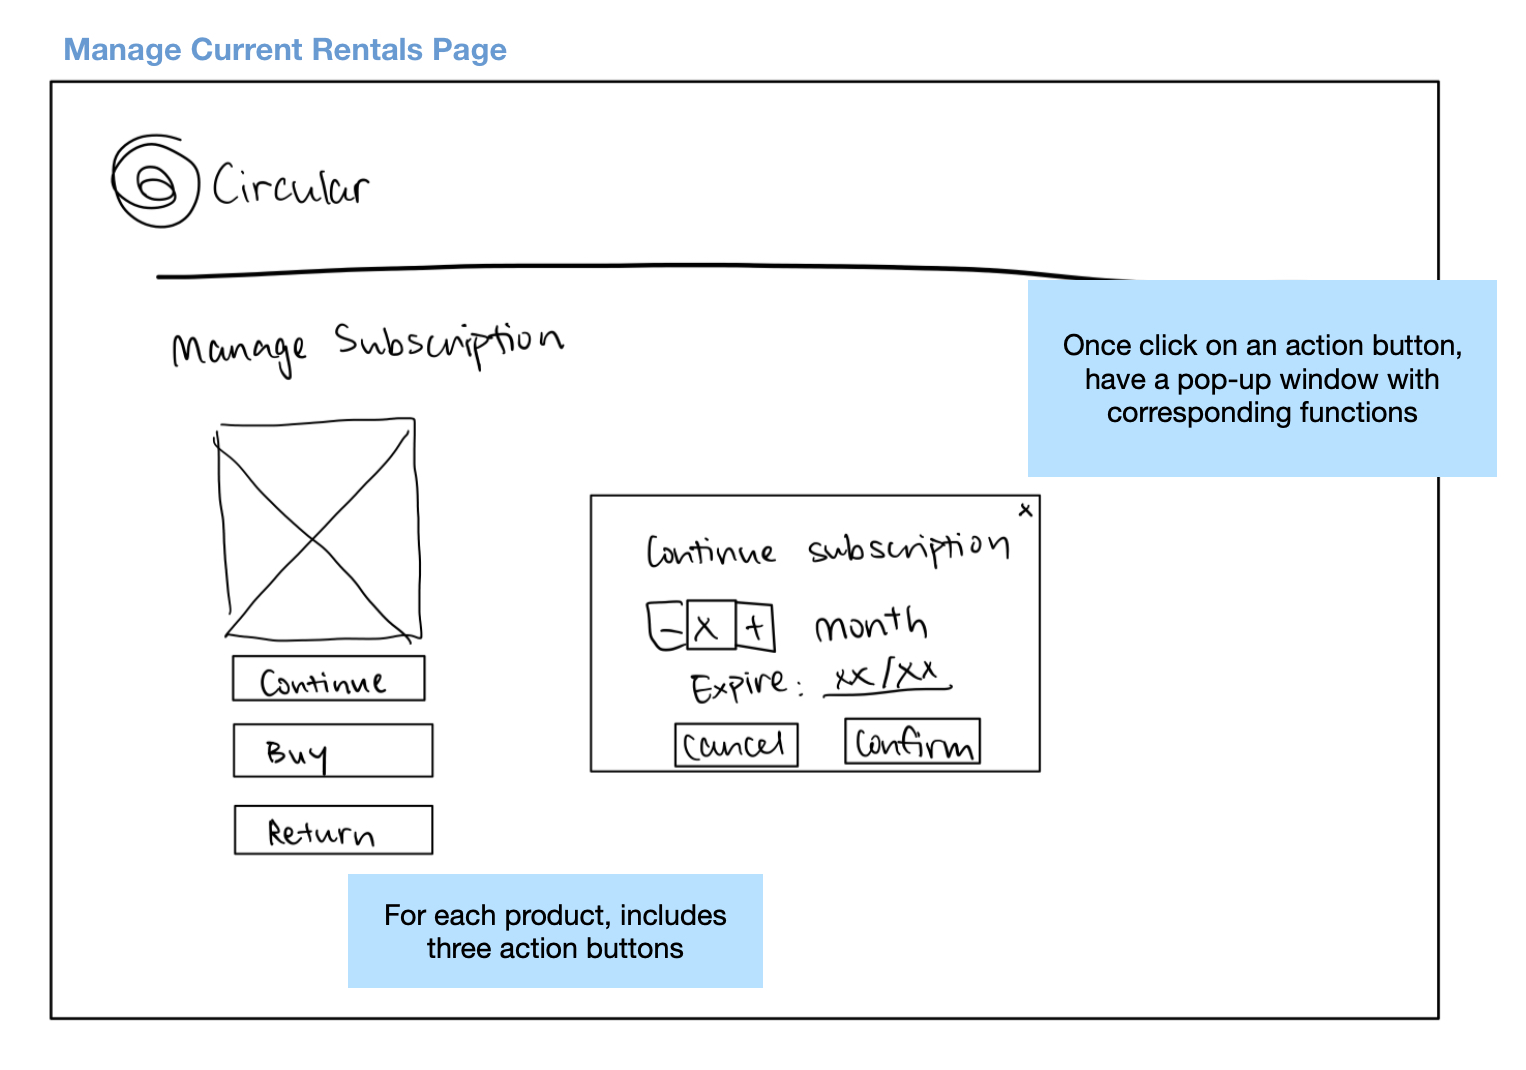 Manage Current Rentals Page
Circular
Manage Subscription
Once click on an action button,
have a pop-up window with
corresponding functions
x
Continue subscription
- x + month
Expire: xx/xx
Cancel Confirm
Continue
Buy
Return
For each product, includes
three action buttons